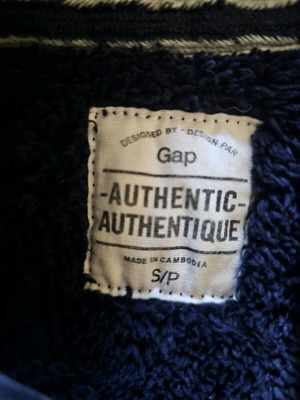 DESIGNED BY - DESIGN PAR
Gap
-AUTHENTIC-
AUTHENTIQUE
MADE IN CAMBODIA
S/P